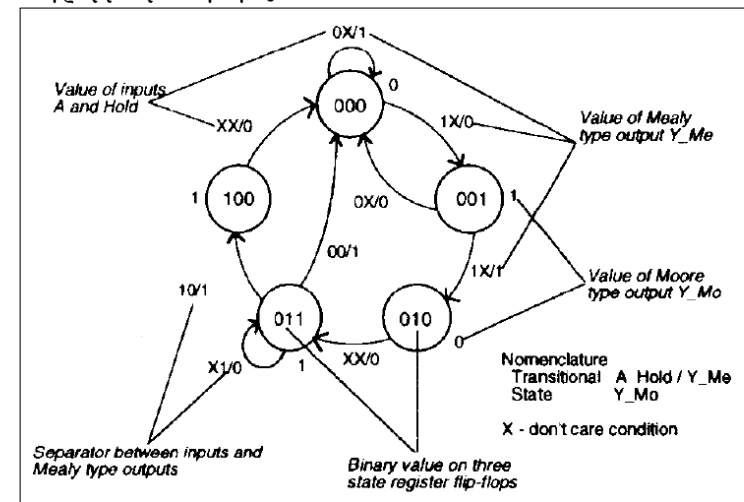 0X/1
Value of inputs
A and Hold
0
000
XX/0
1X/0
Value of Mealy
type output Y_Me
1
100
0X/0
001
1
00/1
1X/1
Value of Moore
type output Y_Mo
10/1
011
010
0
X1/0
1
XX/0
Nomenclature
Transitional A Hold / Y_Me
State Y_Mo
X - don't care condition
Separator between inputs and
Mealy type outputs
Binary value on three
state register flip-flops